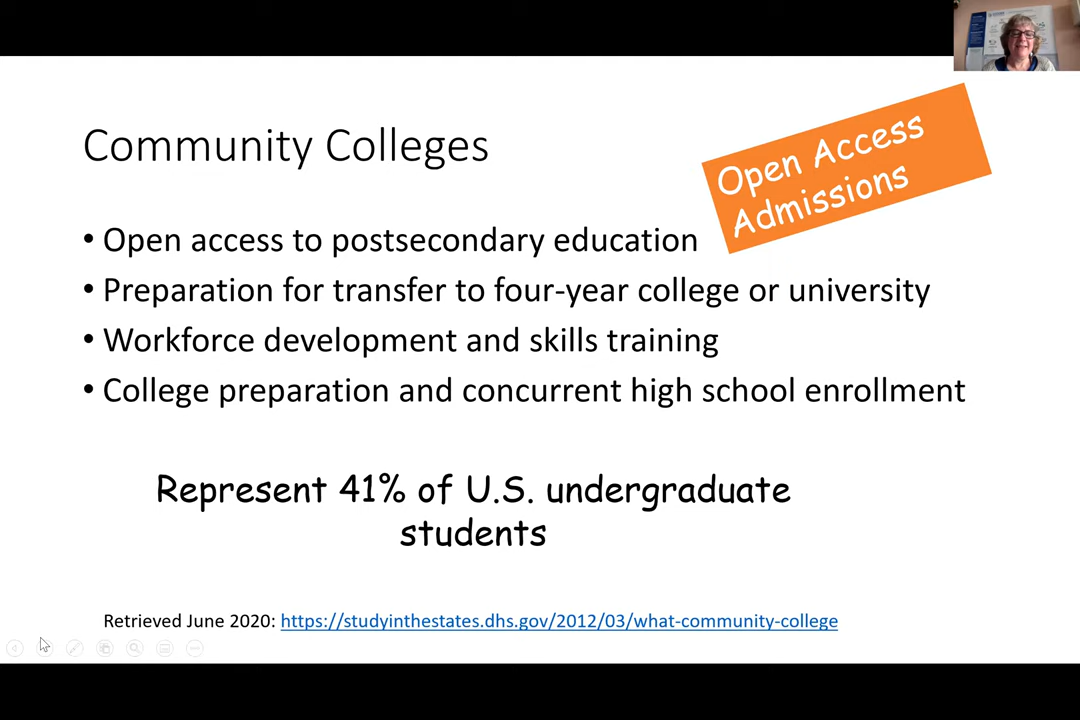 Community Colleges
Open Access
Admissions
• Open access to postsecondary education
• Preparation for transfer to four-year college or university
• Workforce development and skills training
• College preparation and concurrent high school enrollment
Represent 41% of U.S. undergraduate
students
Retrieved June 2020: https://studyinthestates.dhs.gov/2012/03/what-community-college